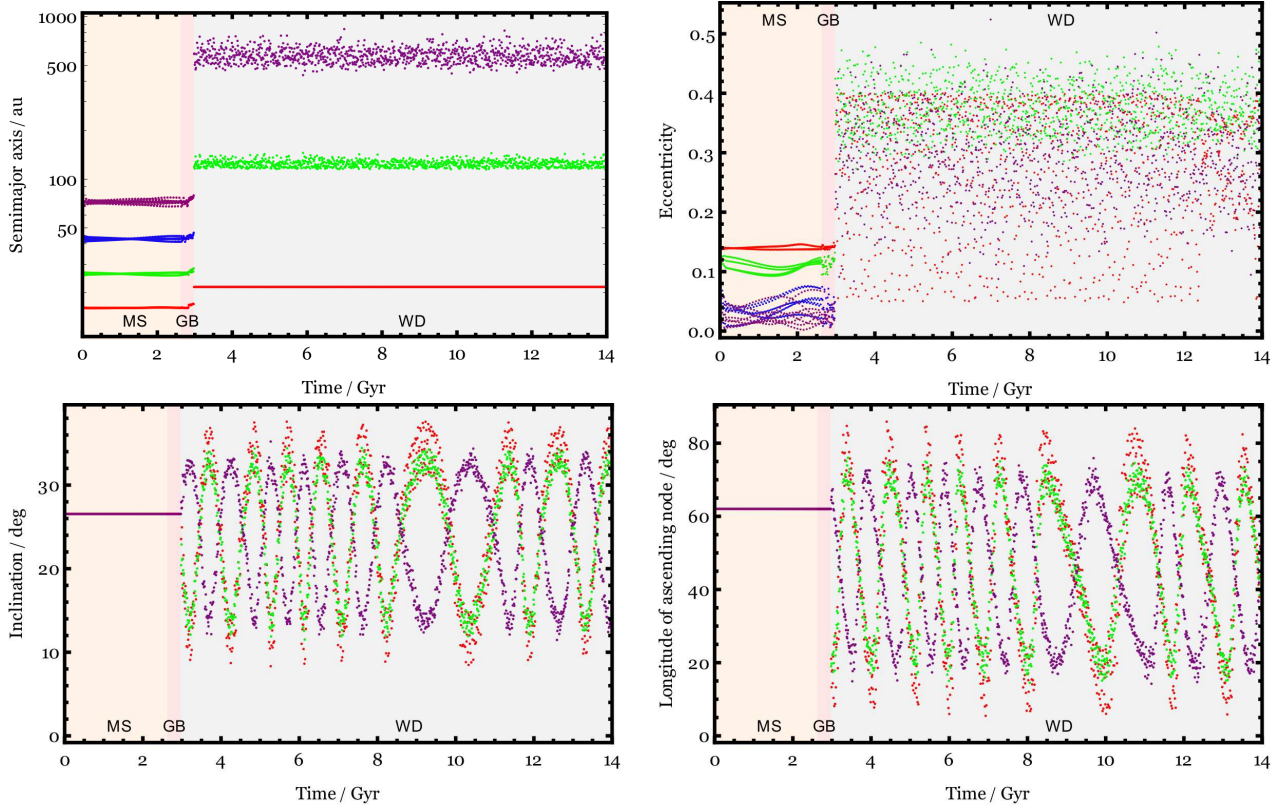 1000
500
100
50
Semimajor axis / au
MS GB WD
0 2 4 6 8 10 12 14
Time / Gyr
MS GB WD
0.5
0.4
0.3
0.2
0.1
0.0
Eccentricity
0 2 4 6 8 10 12 14
Time / Gyr
30
20
10
0
Inclination / deg
MS GB WD
0 2 4 6 8 10 12 14
Time / Gyr
80
60
40
20
0
Longitude of ascending node / deg
MS GB WD
0 2 4 6 8 10 12 14
Time / Gyr